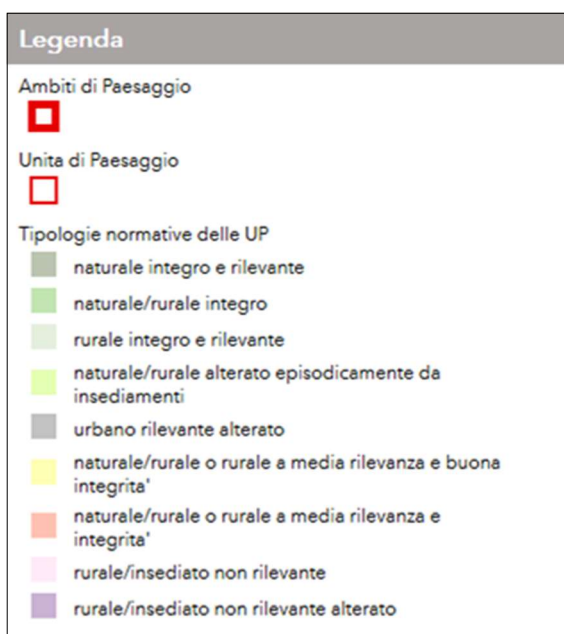 Legenda
Ambiti di Paesaggio
Unita di Paesaggio
Tipologie normative delle UP
naturale integro e rilevante
naturale/rurale integro
rurale integro e rilevante
naturale/rurale alterato episodicamente da
insediamenti
urbano rilevante alterato
naturale/rurale o rurale a media rilevanza e buona
integrita'
naturale/rurale o rurale a media rilevanza e
integrita'
rurale/insediato non rilevante
rurale/insediato non rilevante alterato